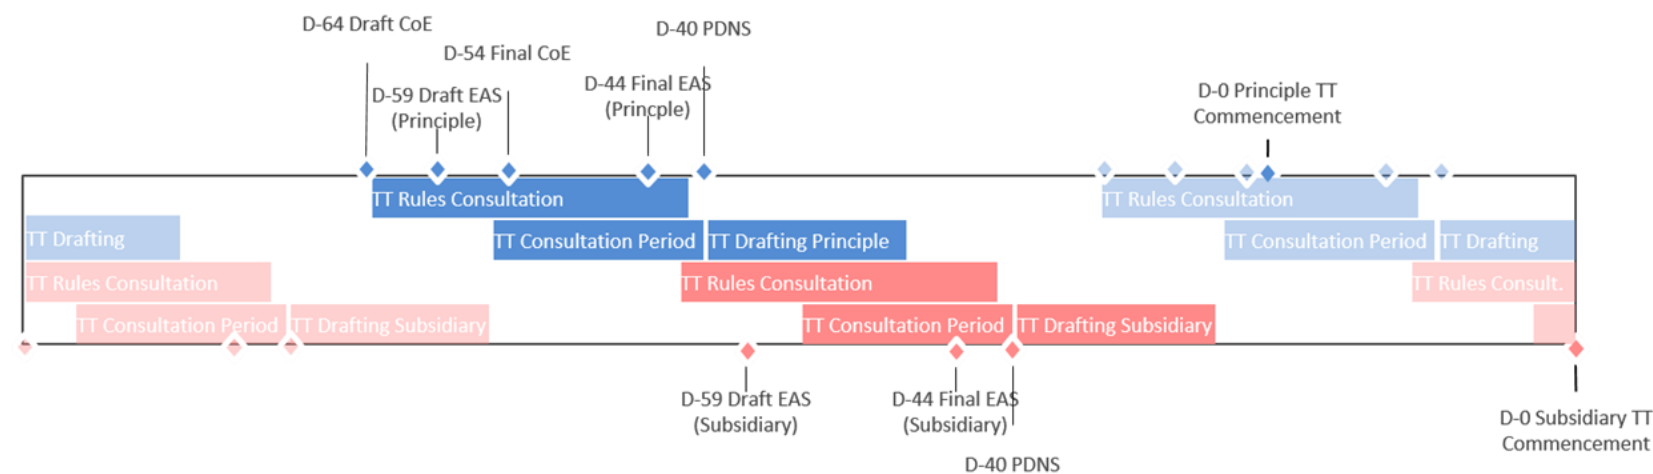 D-64 Draft CoE
D-40 PDNS
D-54 Final CoE
D-44 Final EAS
(Princple)
D-59 Draft EAS
(Principle)
D-0 Principle TT
Commencement
TT Rules Consultation
TT Rules Consultation
TT Drafting
TT Consultation Period
TT Drafting Principle
TT Consultation Period
TT Drafting
TT Rules Consultation
TT Rules Consultation
TT Rules Consult.
TT Consultation Period
TT Drafting Subsidiary
TT Consultation Period
TT Drafting Subsidiary
D-59 Draft EAS
(Subsidiary)
D-44 Final EAS
(Subsidiary)
D-40 PDNS
D-0 Subsidiary TT
Commencement